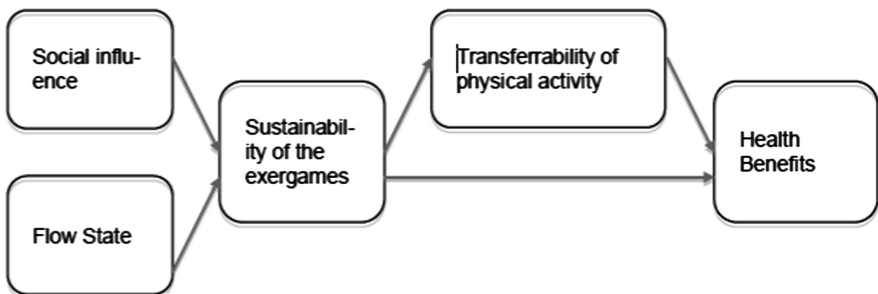 Social influ-
ence
Flow State
Sustainabil-
ity of the
exergames
Transferrability of
physical activity
Health
Benefits